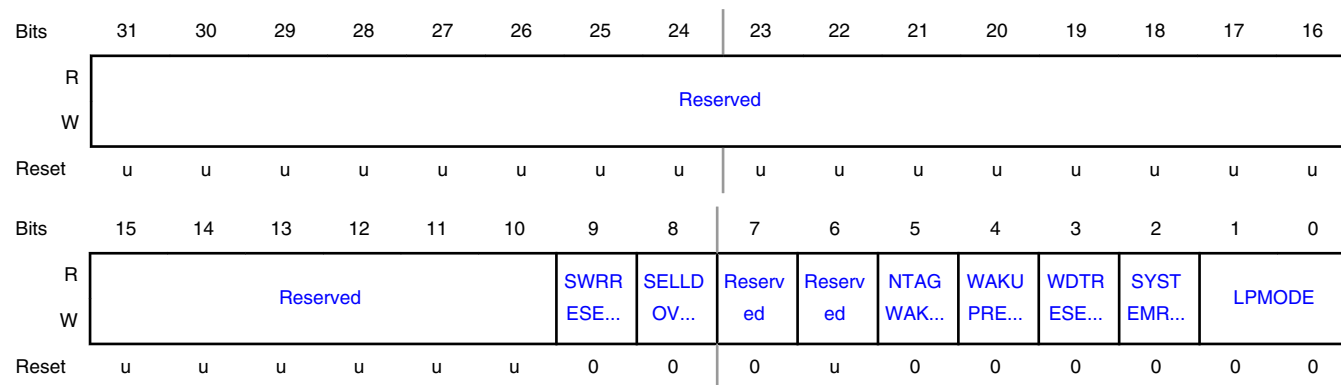 Bits 31 30 29 28 27 26 25 24 23 22 21 20 19 18 17 16
R
Reserved
W
Reset u u u u u u u u u u u u u u u u
Bits 15 14 13 12 11 10 9 8 7 6 5 4 3 2 1 0
R
W
Reserved
SWRR
ESE...
SELLD
OV...
Reserv
ed
Reserv
ed
NTAG
WAK...
WAKU
PRE...
WDTR
ESE...
SYST
EMR...
LPMODE
Reset u u u u u u 0 0 0 u 0 0 0 0 0 0